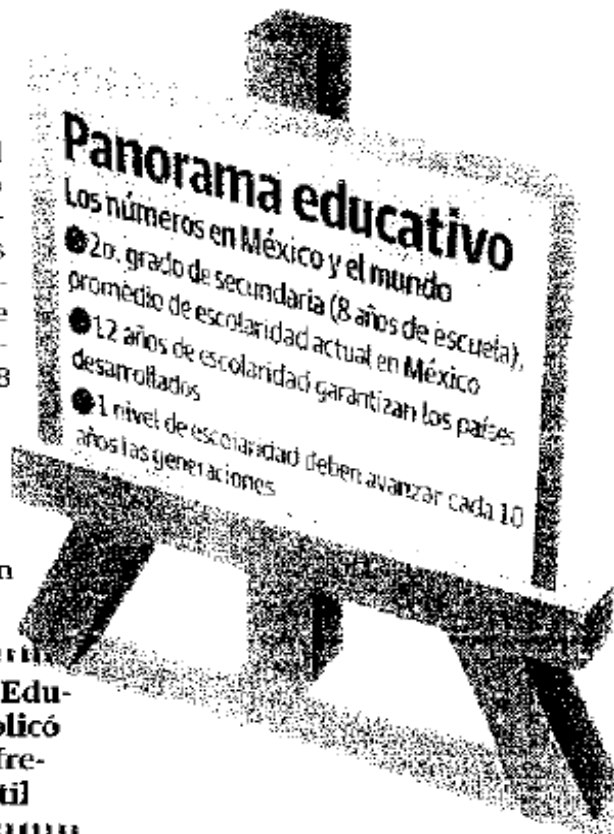 Panorama educativo
Los números en México y el mundo
●2o. grado de secundaria (8 años de escuela),
promedio de escolaridad actual en México
●12 años de escolaridad garantizan los países
desarrollados
●1 nivel de escolaridad deben avanzar cada 10
años las generaciones
s
e
8
n
Edu-
licó
fre-
til